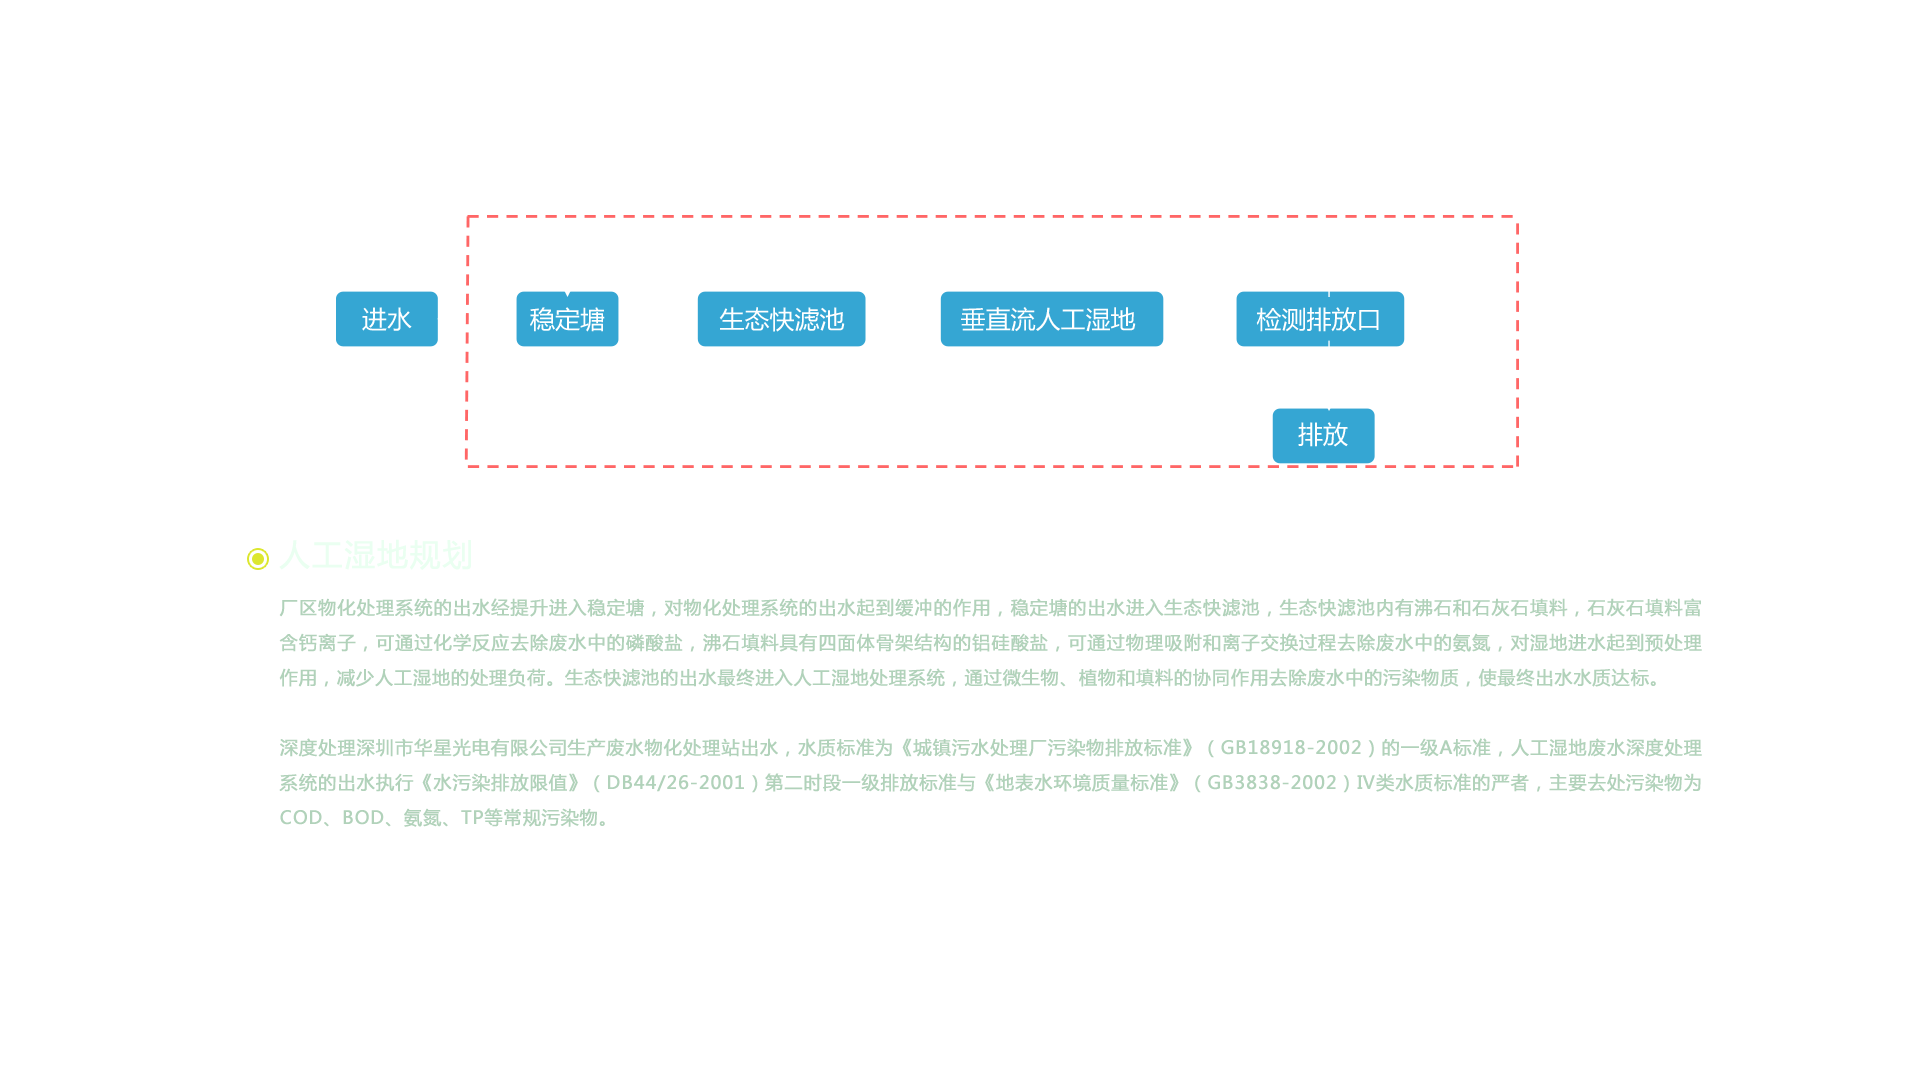 进水
稳定塘
生态快滤池
垂直流人工湿地
检测排放口
排放
人工湿地规划
厂区物化处理系统的出水经提升进入稳定塘，对物化处理系统的出水起到缓冲的作用，稳定塘的出水进入生态快滤池，生态快滤池内有沸石和石灰石填料，石灰石填料富
含钙离子，可通过化学反应去除废水中的磷酸盐，沸石填料具有四面体骨架结构的铝硅酸盐，可通过物理吸附和离子交换过程去除废水中的氨氮，对湿地进水起到预处理
作用，减少人工湿地的处理负荷。生态快滤池的出水最终进入人工湿地处理系统，通过微生物、植物和填料的协同作用去除废水中的污染物质，使最终出水水质达标。
深度处理深圳市华星光电有限公司生产废水物化处理站出水，水质标准为《城镇污水处理厂污染物排放标准》（GB18918-2002）的一级A标准，人工湿地废水深度处理
系统的出水执行《水污染排放限值》（DB44/26-2001）第二时段一级排放标准与《地表水环境质量标准》（GB3838-2002）IV类水质标准的严者，主要去处污染物为
COD、BOD、氨氮、TP等常规污染物。